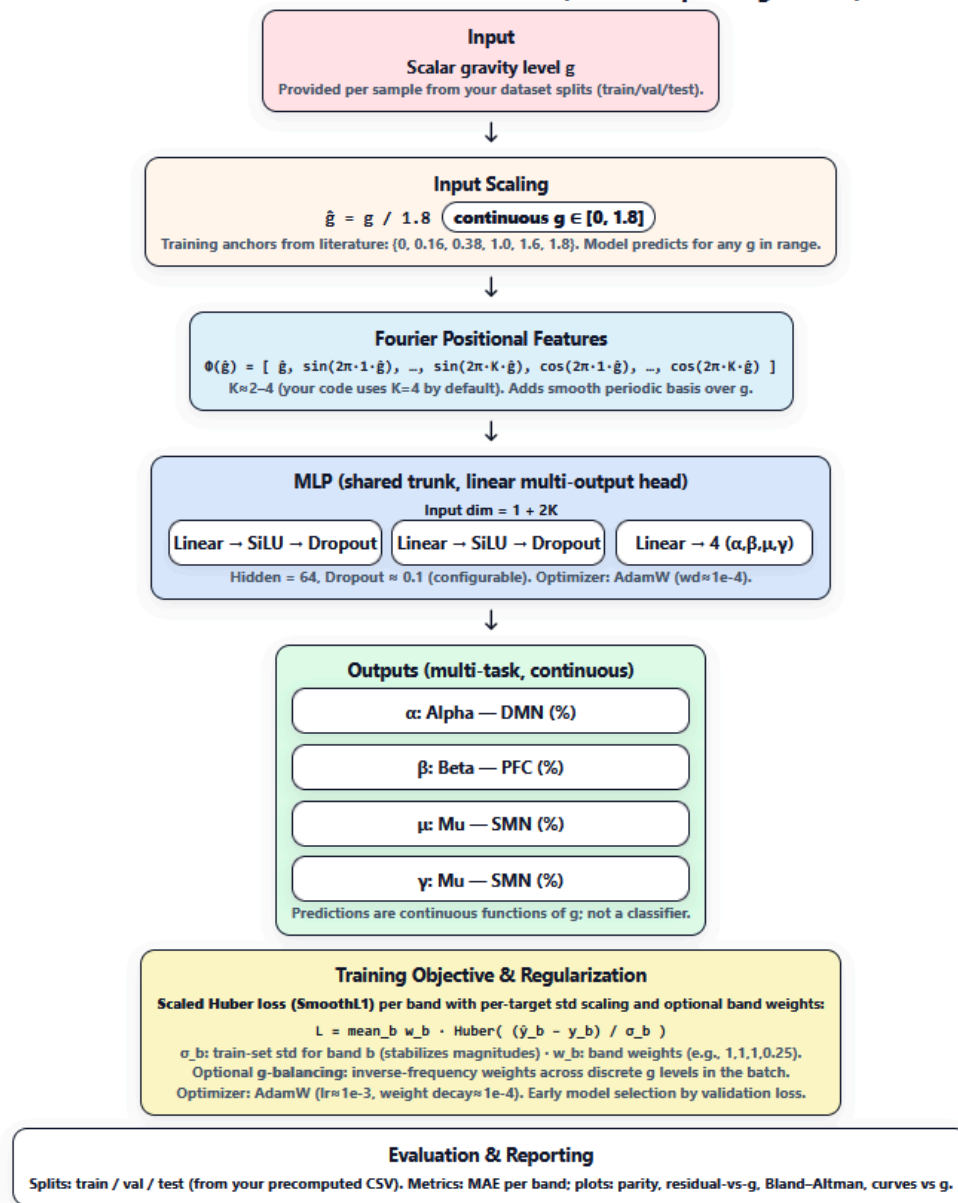 Input
Scalar gravity level g
Provided per sample from your dataset splits (train/val/test).
↓
Input Scaling
ĝ = g / 1.8 continuous g ∈ [0, 1.8]
Training anchors from literature: {0, 0.16, 0.38, 1.0, 1.6, 1.8}. Model predicts for any g in range.
↓
Fourier Positional Features
Φ(ĝ) = [ ĝ, sin(2π·1·ĝ), …, sin(2π·K·ĝ), cos(2π·1·ĝ), …, cos(2π·K·ĝ) ]
K≈2–4 (your code uses K=4 by default). Adds smooth periodic basis over g.
↓
MLP (shared trunk, linear multi-output head)
Input dim = 1 + 2K
Linear → SiLU → Dropout Linear → SiLU → Dropout Linear → 4 (α,β,μ,γ)
Hidden = 64, Dropout ≈ 0.1 (configurable). Optimizer: AdamW (wd≈1e-4).
↓
Outputs (multi-task, continuous)
α: Alpha — DMN (%)
β: Beta — PFC (%)
μ: Mu — SMN (%)
γ: Mu — SMN (%)
Predictions are continuous functions of g; not a classifier.
Training Objective & Regularization
Scaled Huber loss (SmoothL1) per band with per-target std scaling and optional band weights:
L = mean_b w_b · Huber( (ŷ_b − y_b) / σ_b )
σ_b: train-set std for band b (stabilizes magnitudes) · w_b: band weights (e.g., 1,1,1,0.25).
Optional g-balancing: inverse-frequency weights across discrete g levels in the batch.
Optimizer: AdamW (lr≈1e-3, weight decay≈1e-4). Early model selection by validation loss.
Evaluation & Reporting
Splits: train / val / test (from your precomputed CSV). Metrics: MAE per band; plots: parity, residual-vs-g, Bland–Altman, curves vs g.